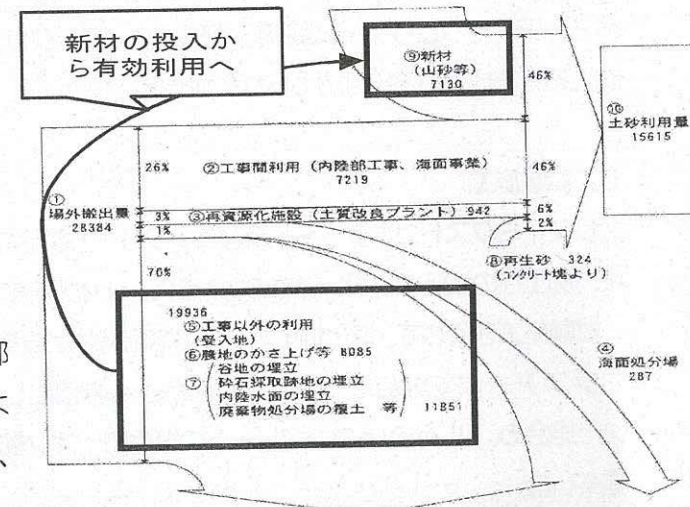 新材の投入か
ら有効利用へ
⑨新材
(山砂等)
7130
46%
⑩
土砂利用量
15615
26%
②工事間利用（内陸部工事、海面事業）
7219
46%
①
場外搬出量
28384
3%
③再資源化施設（土質改良プラント）942
6%
1%
2%
70%
⑧再生砂 324
(コンクリート塊より)
19936
⑤工事以外の利用
(受入地)
⑥農地のかさ上げ等 8085
谷地の埋立
⑦ 砕石採取跡地の埋立
内陸水面の埋立
廃棄物処分場の覆土 等 11851
④
海面処分場
287